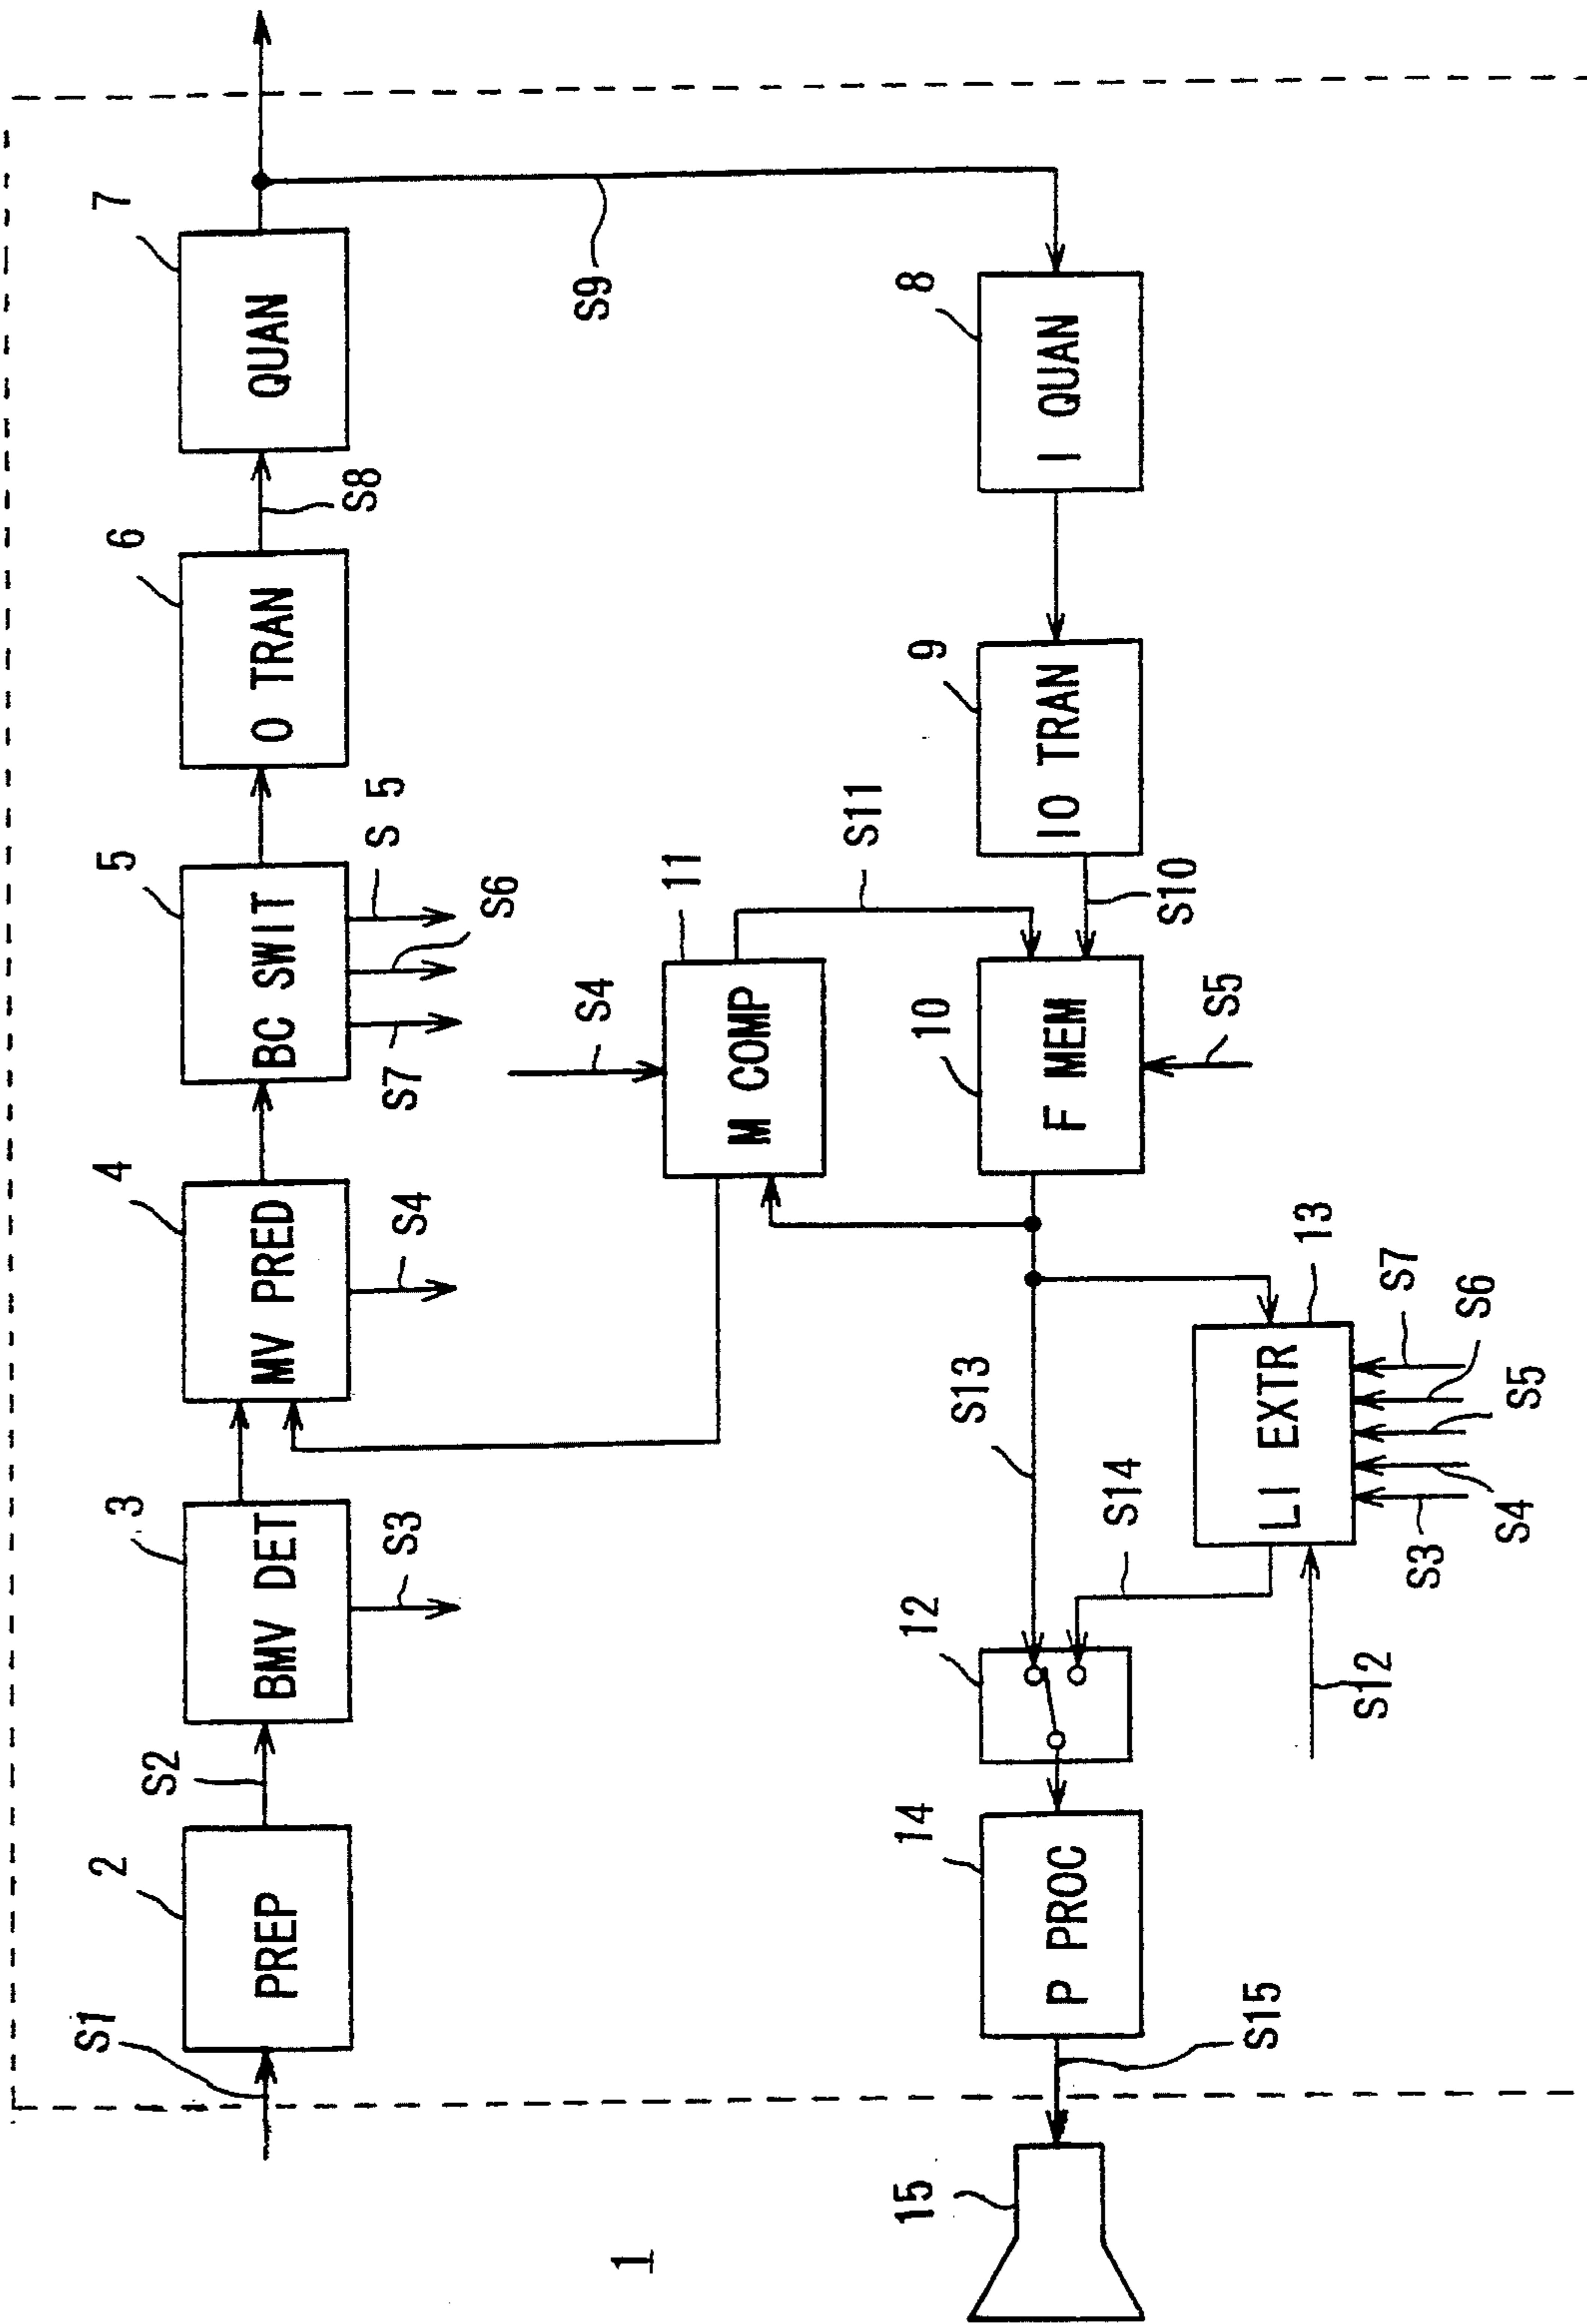 S1
2
PREP
S2
3
BMV DET
S3
4
MV PRED
S4
5
BC SWIT
S7
S6
S 5
6
O TRAN
S8
7
QUAN
S9
S4
11
M COMP
S11
1
15
S15
14
P PROC
12
S13
S14
10
F MEM
S5
S10
9
IO TRAN
8
I QUAN
13
LI EXTR
S12
S3
S4
S5
S6
S7